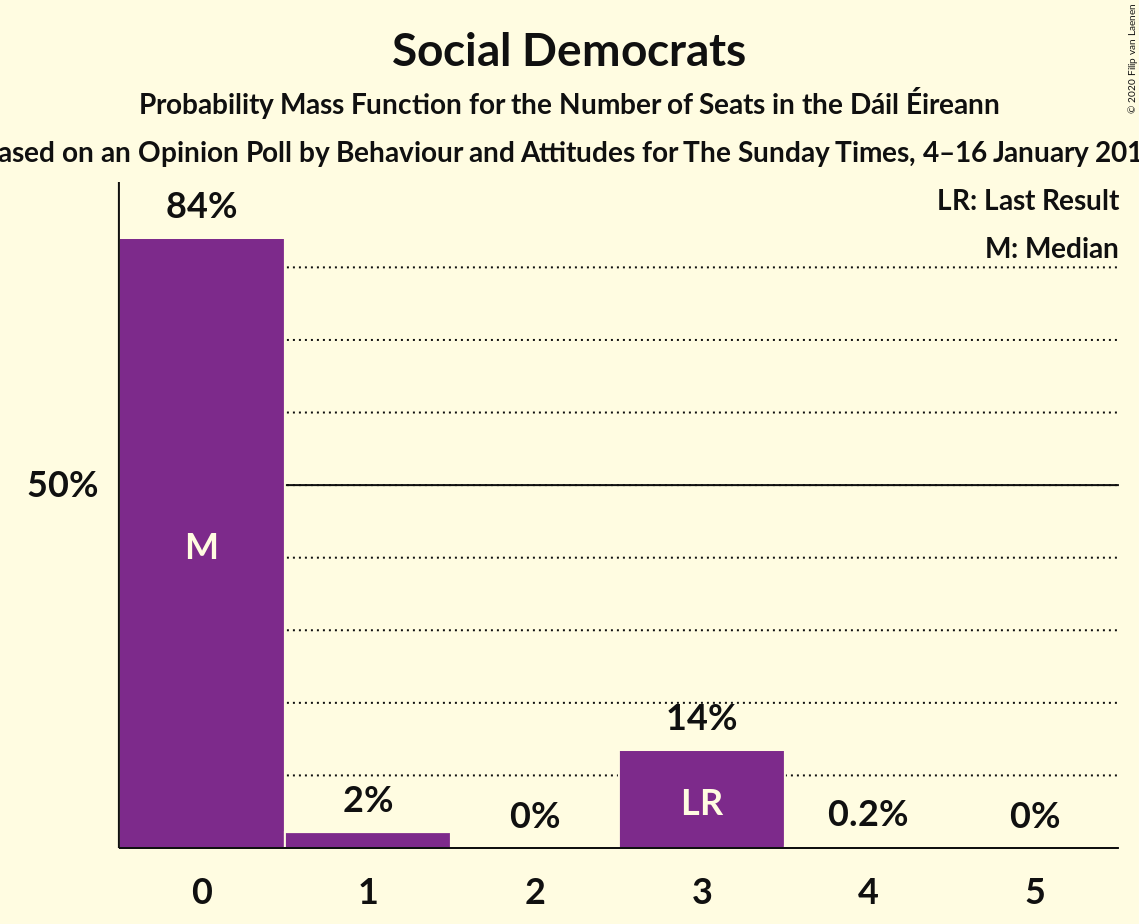 Social Democrats
Probability Mass Function for the Number of Seats in the Dáil Éireann
ased on an Opinion Poll by Behaviour and Attitudes for The Sunday Times, 4–16 January 201
© 2020 Filip van Laenen
LR: Last Result
M: Median
84%
50%
M
14%
LR
2%
0%
0.2%
0%
0 1 2 3 4 5